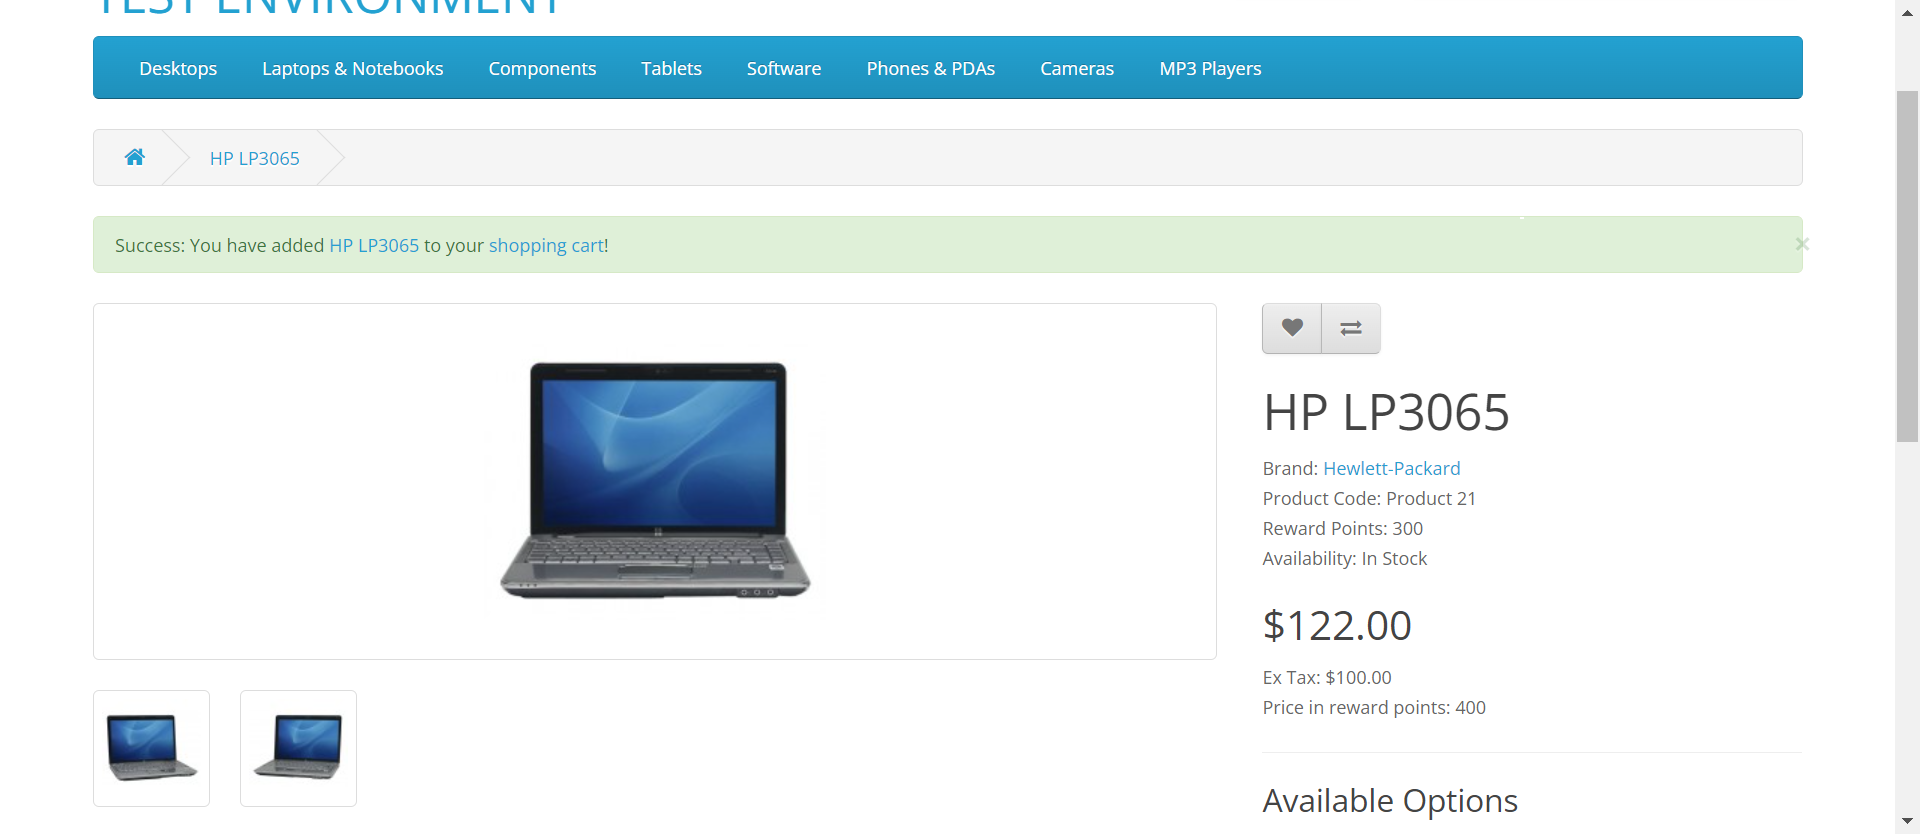 TEST ENVIRONMENT
Desktops Laptops & Notebooks Components Tablets Software Phones & PDAs Cameras MP3 Players
HP LP3065
Success: You have added HP LP3065 to your shopping cart!
×
HP LP3065
Brand: Hewlett-Packard
Product Code: Product 21
Reward Points: 300
Availability: In Stock
$122.00
Ex Tax: $100.00
Price in reward points: 400
Available Options